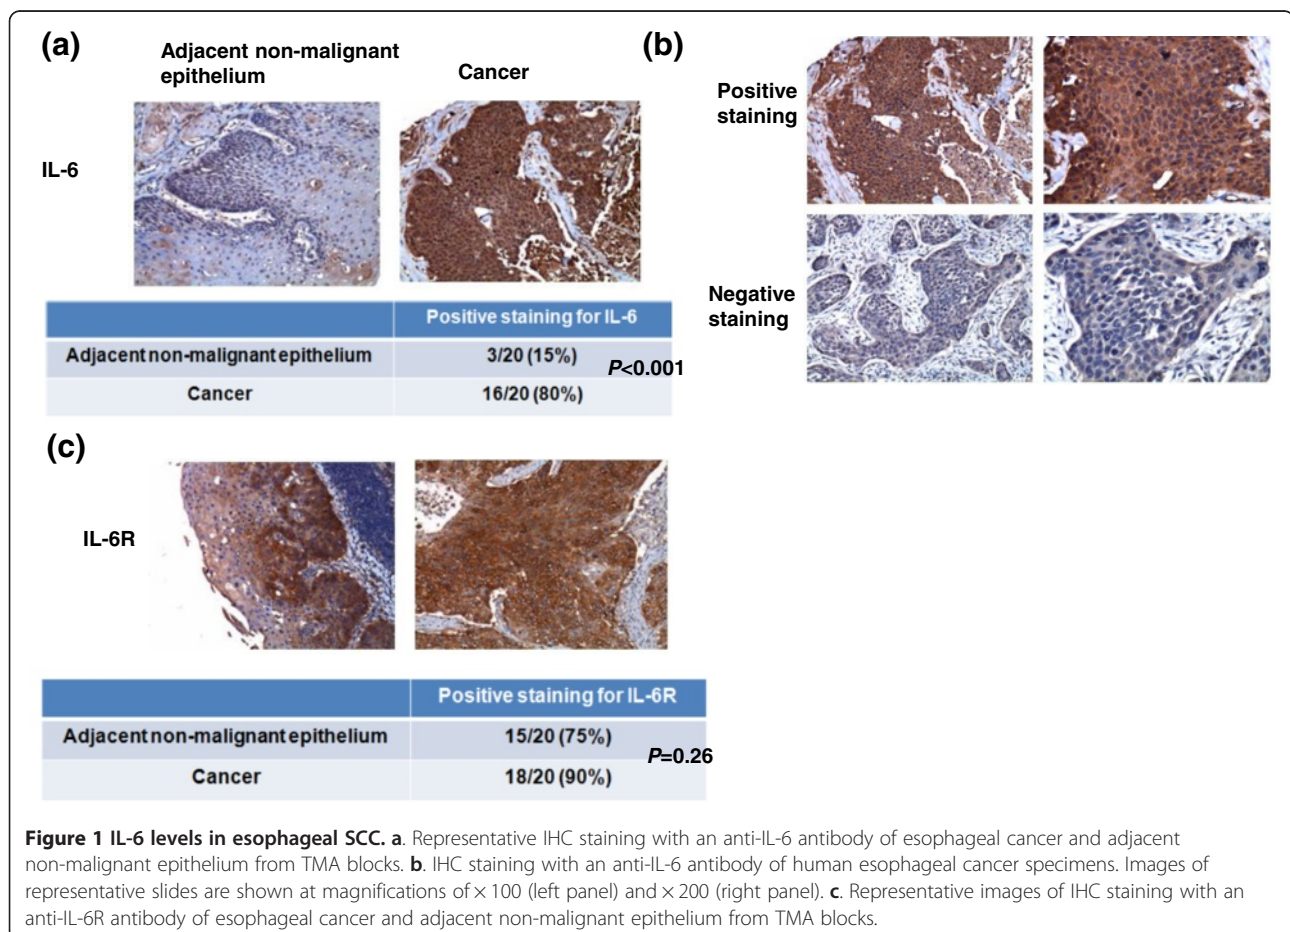 (a)
Adjacent non-malignant
epithelium
Cancer
IL-6
Positive staining for IL-6
Adjacent non-malignant epithelium 3/20 (15%)
P<0.001
Cancer 16/20 (80%)
(b)
Positive
staining
Negative
staining
(c)
IL-6R
Positive staining for IL-6R
Adjacent non-malignant epithelium 15/20 (75%)
P=0.26
Cancer 18/20 (90%)
Figure 1 IL-6 levels in esophageal SCC. a. Representative IHC staining with an anti-IL-6 antibody of esophageal cancer and adjacent
non-malignant epithelium from TMA blocks. b. IHC staining with an anti-IL-6 antibody of human esophageal cancer specimens. Images of
representative slides are shown at magnifications of × 100 (left panel) and × 200 (right panel). c. Representative images of IHC staining with an
anti-IL-6R antibody of esophageal cancer and adjacent non-malignant epithelium from TMA blocks.